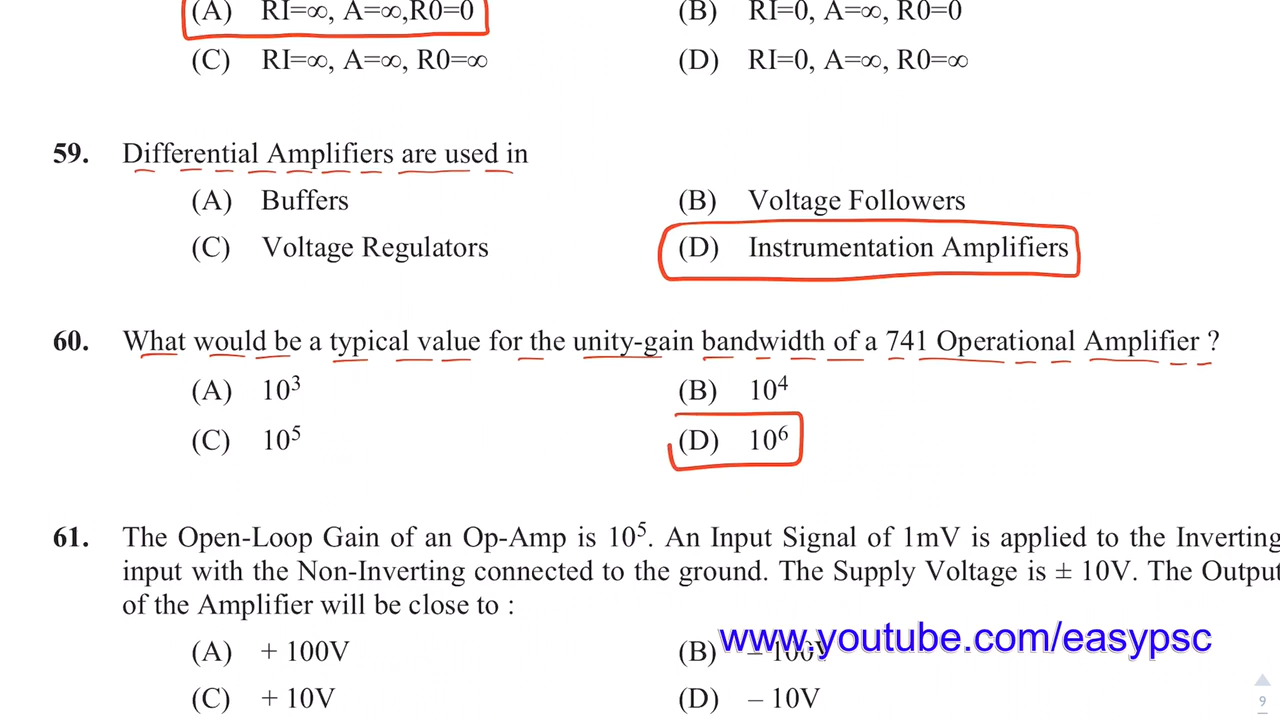 (A) RI=∞, A=∞,R0=0 (B) RI=0, A=∞, R0=0
(C) RI=∞, A=∞, R0=∞ (D) RI=0, A=∞, R0=∞
59. Differential Amplifiers are used in
(A) Buffers (B) Voltage Followers
(C) Voltage Regulators (D) Instrumentation Amplifiers
60. What would be a typical value for the unity-gain bandwidth of a 741 Operational Amplifier ?
(A) 10³ (B) 10⁴
(C) 10⁵ (D) 10⁶
61. The Open-Loop Gain of an Op-Amp is 10⁵. An Input Signal of 1mV is applied to the Inverting
input with the Non-Inverting connected to the ground. The Supply Voltage is ± 10V. The Output
of the Amplifier will be close to :
www.youtube.com/easypsc
(A) + 100V (B) – 100V
(C) + 10V (D) – 10V
9